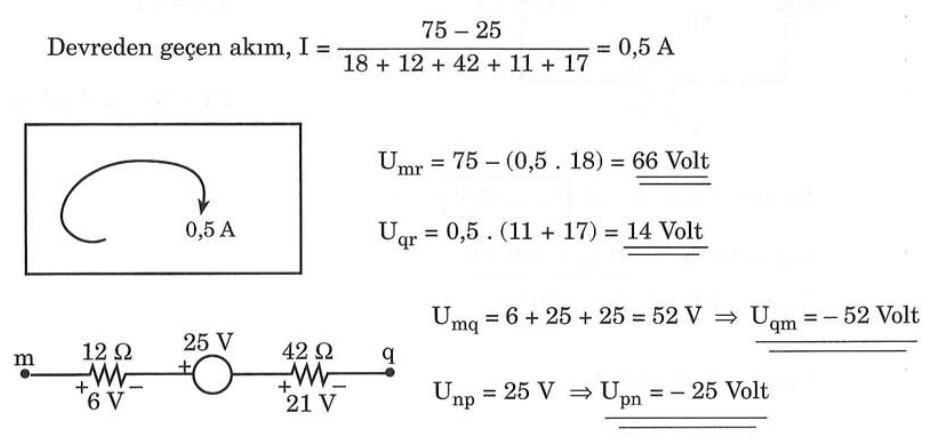 Devreden geçen akım, I = (75 – 25) / (18 + 12 + 42 + 11 + 17) = 0,5 A
U_mr = 75 – (0,5 . 18) = 66 Volt
0,5 A
U_qr = 0,5 . (11 + 17) = 14 Volt
U_mq = 6 + 25 + 25 = 52 V ⇒ U_qm = – 52 Volt
m 12 Ω 25 V 42 Ω q
+ – + + –
6 V 21 V
U_np = 25 V ⇒ U_pn = – 25 Volt